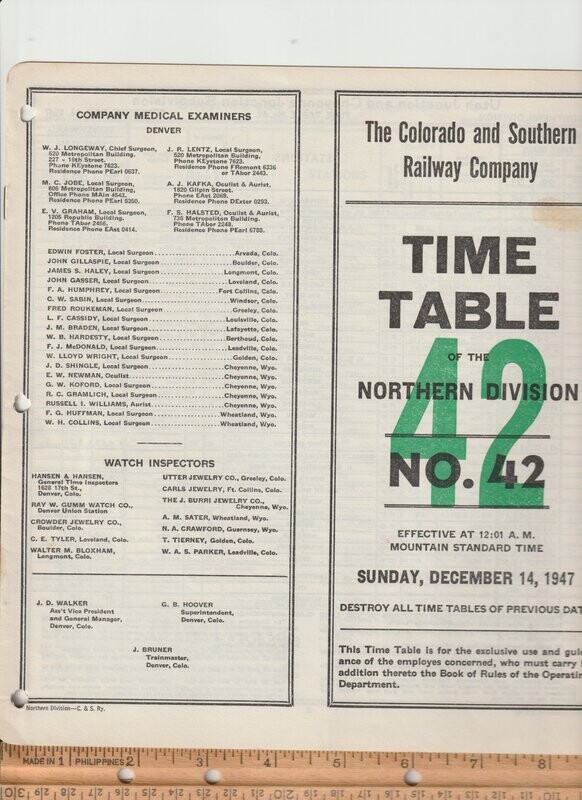 COMPANY MEDICAL EXAMINERS
DENVER
W. J. LONGEWAY, Chief Surgeon,
520 Metropolitan Building.
227 - 16th Street.
Phone KEystone 7623.
Residence Phone PEarl 0637.
M. C. JOBE, Local Surgeon,
606 Metropolitan Building,
Office Phone MAin 4543.
Residence Phone PEarl 5350.
E. V. GRAHAM, Local Surgeon,
1205 Republic Building.
Phone TAbor 2456.
Residence Phone EAst 0414.
J. R. LENTZ, Local Surgeon,
520 Metropolitan Building.
Phone KEystone 7623.
Residence Phone FRemont 6336
or TAbor 2443.
A. J. KAFKA, Oculist & Aurist,
1620 Gilpin Street.
Phone EAst 2069.
Residence Phone DExter 0293.
F. S. HALSTED, Oculist & Aurist,
736 Metropolitan Building.
Phone TAbor 2248.
Residence Phone PEarl 6788.
EDWIN FOSTER, Local Surgeon Arvada, Colo.
JOHN GILLASPIE, Local Surgeon Boulder, Colo.
JAMES S. HALEY, Local Surgeon Longmont, Colo.
JOHN GASSER, Local Surgeon Loveland, Colo.
F. A. HUMPHREY, Local Surgeon Fort Collins, Colo.
C. W. SABIN, Local Surgeon Windsor, Colo.
FRED ROUKEMAN, Local Surgeon Greeley, Colo.
L. F. CASSIDY, Local Surgeon Louisville, Colo.
J. M. BRADEN, Local Surgeon Lafayette, Colo.
W. B. HARDESTY, Local Surgeon Berthoud, Colo.
F. J. McDONALD, Local Surgeon Leadville, Colo.
W. LLOYD WRIGHT, Local Surgeon Golden, Colo.
J. D. SHINGLE, Local Surgeon Cheyenne, Wyo.
E. W. NEWMAN, Oculist Cheyenne, Wyo.
G. W. KOFORD, Local Surgeon Cheyenne, Wyo.
R. C. GRAMLICH, Local Surgeon Cheyenne, Wyo.
RUSSELL I. WILLIAMS, Aurist Cheyenne, Wyo.
F. G. HUFFMAN, Local Surgeon Wheatland, Wyo.
W. H. COLLINS, Local Surgeon Wheatland, Wyo.
WATCH INSPECTORS
HANSEN & HANSEN,
General Time Inspectors
1628 17th St.,
Denver, Colo.
RAY W. GUMM WATCH CO.,
Denver Union Station
CROWDER JEWELRY CO.,
Boulder, Colo.
C. E. TYLER, Loveland, Colo.
WALTER M. BLOXHAM,
Longmont, Colo.
UTTER JEWELRY CO., Greeley, Colo.
CARLS JEWELRY, Ft. Collins, Colo.
THE J. BURRI JEWELRY CO.,
Cheyenne, Wyo.
A. M. SATER, Wheatland, Wyo.
N. A. CRAWFORD, Guernsey, Wyo.
T. TIERNEY, Golden, Colo.
W. A. S. PARKER, Leadville, Colo.
J. D. WALKER
Ass't Vice President
and General Manager,
Denver, Colo.
G. B. HOOVER
Superintendent,
Denver, Colo.
J. BRUNER
Trainmaster,
Denver, Colo.
Northern Division—C. & S. Ry.
The Colorado and Southern
Railway Company
TIME
TABLE
42
OF THE
NORTHERN DIVISION
NO. 42
EFFECTIVE AT 12:01 A. M.
MOUNTAIN STANDARD TIME
SUNDAY, DECEMBER 14, 1947
DESTROY ALL TIME TABLES OF PREVIOUS DAT
This Time Table is for the exclusive use and guid
ance of the employes concerned, who must carry
addition thereto the Book of Rules of the Operatin
Department.
MADE IN PHILIPPINES
1 2 3 4 5 6 7 8